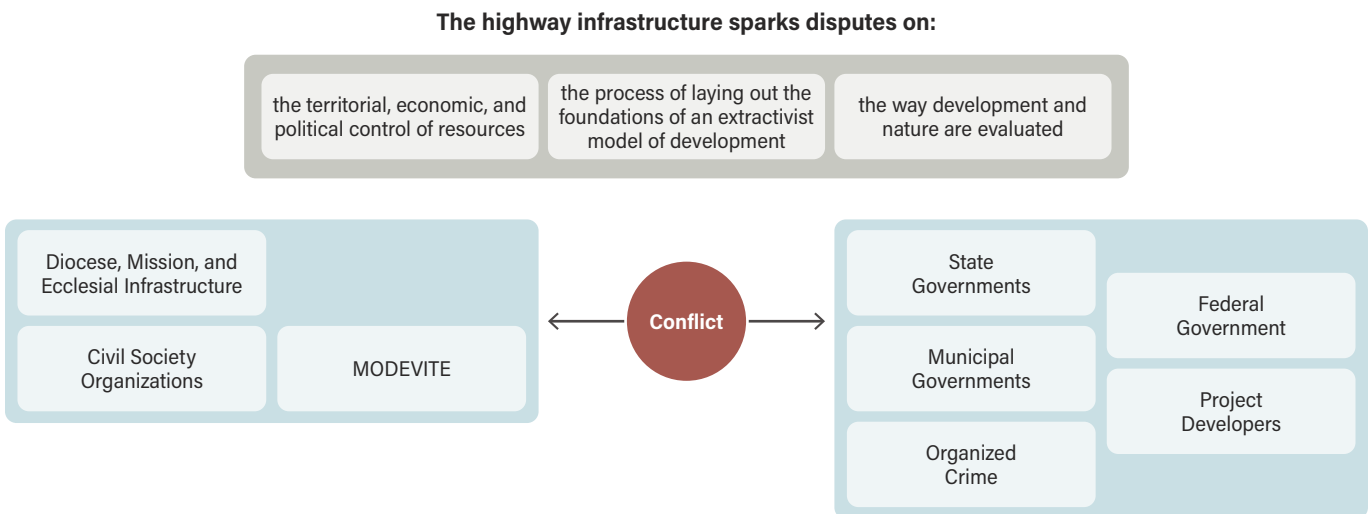 The highway infrastructure sparks disputes on:
the territorial, economic, and
political control of resources
the process of laying out the
foundations of an extractivist
model of development
the way development and
nature are evaluated
Diocese, Mission, and
Ecclesial Infrastructure
Civil Society
Organizations
MODEVITE
Conflict
State
Governments
Municipal
Governments
Organized
Crime
Federal
Government
Project
Developers